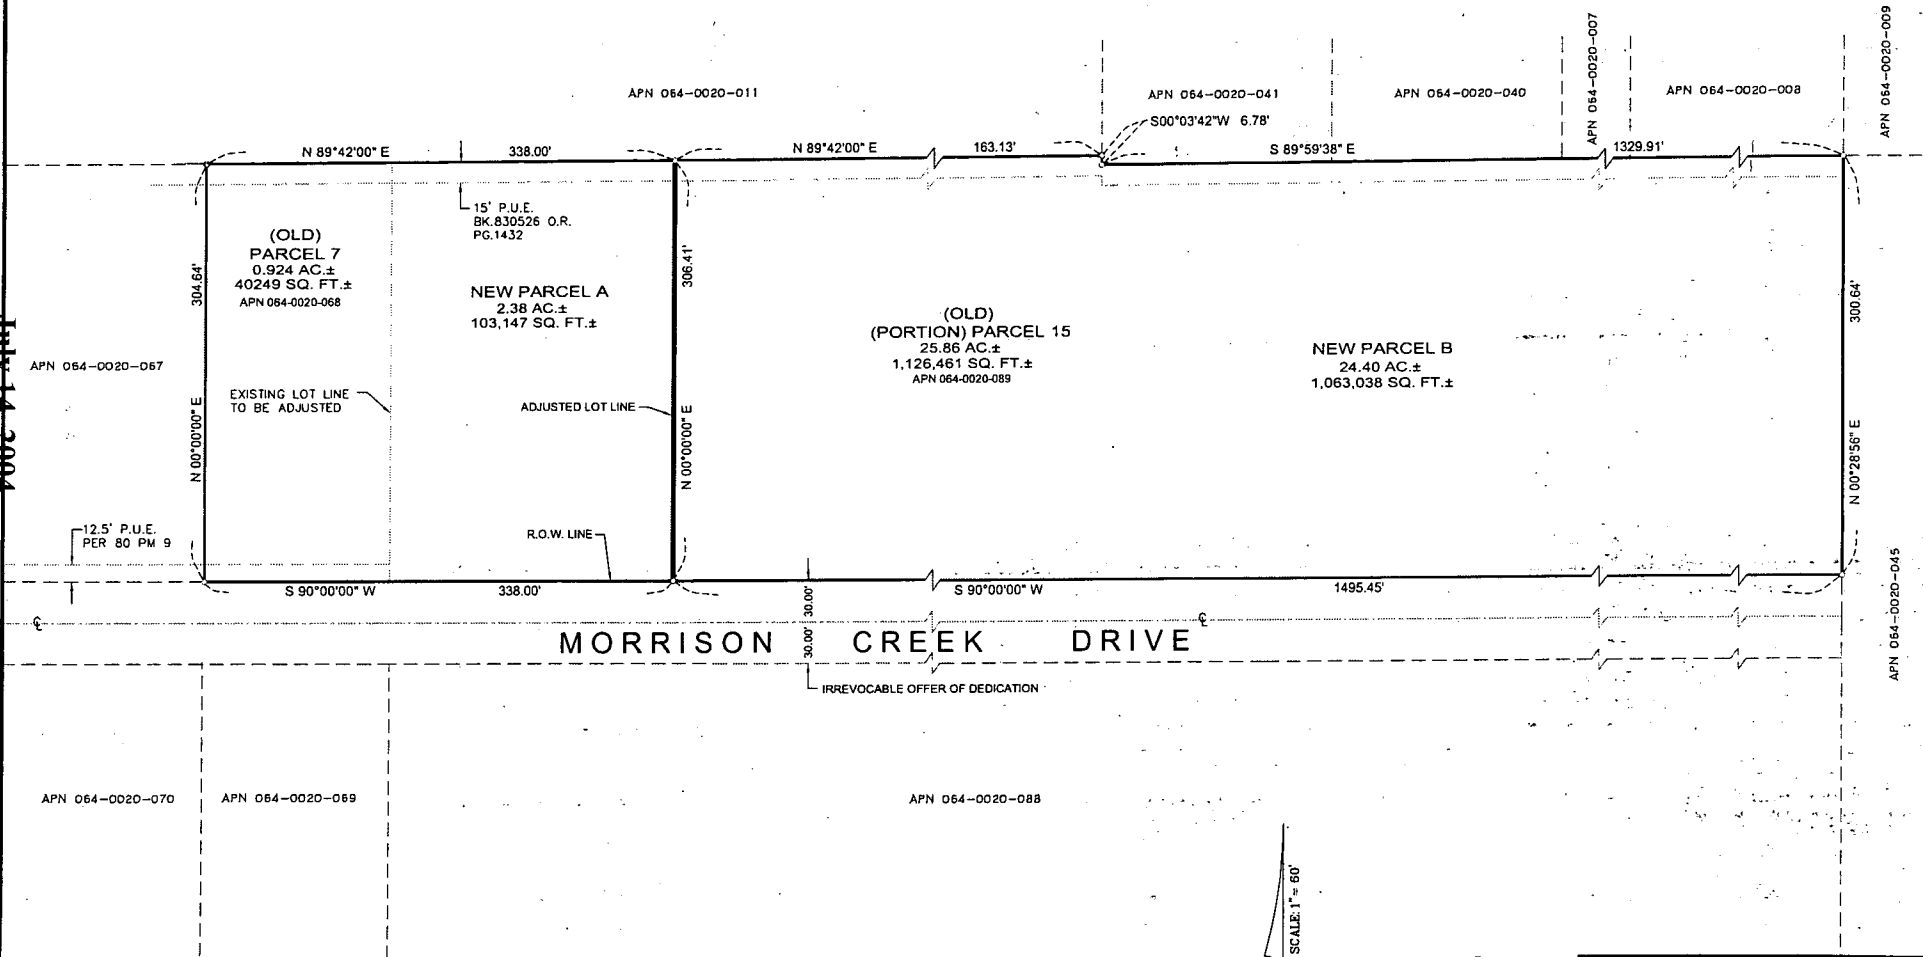 APN 064-0020-011
APN 064-0020-041
APN 064-0020-040
APN 064-0020-007
APN 064-0020-008
APN 064-0020-009
S00°03'42"W 6.78'
N 89°42'00" E
338.00'
N 89°42'00" E
163.13'
S 89°59'38" E
1329.91'
15' P.U.E.
BK.830526 O.R.
PG.1432
(OLD)
PARCEL 7
0.924 AC.±
40249 SQ. FT.±
APN 064-0020-068
304.64'
N 00°00'00" E
NEW PARCEL A
2.38 AC.±
103,147 SQ. FT.±
306.41'
N 00°00'00" E
(OLD)
(PORTION) PARCEL 15
25.86 AC.±
1,126,461 SQ. FT.±
APN 064-0020-089
NEW PARCEL B
24.40 AC.±
1,063,038 SQ. FT.±
300.64'
N 00°28'56" E
APN 064-0020-067
July 14 2004
EXISTING LOT LINE
TO BE ADJUSTED
ADJUSTED LOT LINE
R.O.W. LINE
12.5' P.U.E.
PER 80 PM 9
S 90°00'00" W
338.00'
S 90°00'00" W
1495.45'
30.00'
30.00'
MORRISON CREEK DRIVE
IRREVOCABLE OFFER OF DEDICATION
APN 064-0020-045
APN 064-0020-070
APN 064-0020-069
APN 064-0020-088
SCALE: 1" = 60'